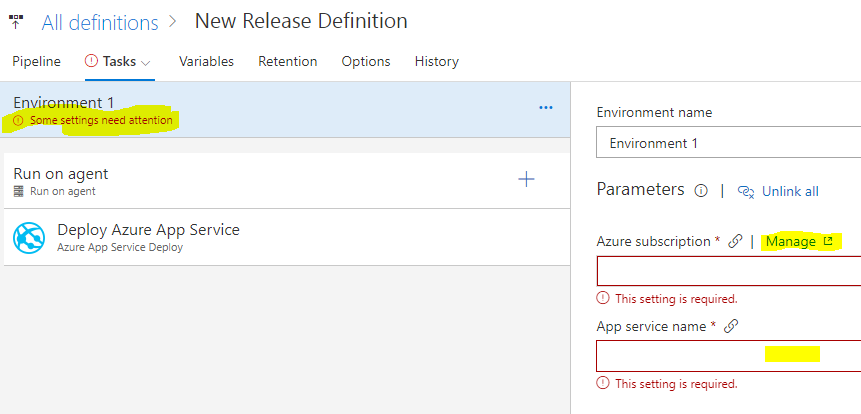 All definitions > New Release Definition
Pipeline Tasks Variables Retention Options History
Environment 1
Some settings need attention
...
Run on agent
Run on agent
Deploy Azure App Service
Azure App Service Deploy
Environment name
Environment 1
Parameters | Unlink all
Azure subscription * | Manage
This setting is required.
App service name *
This setting is required.